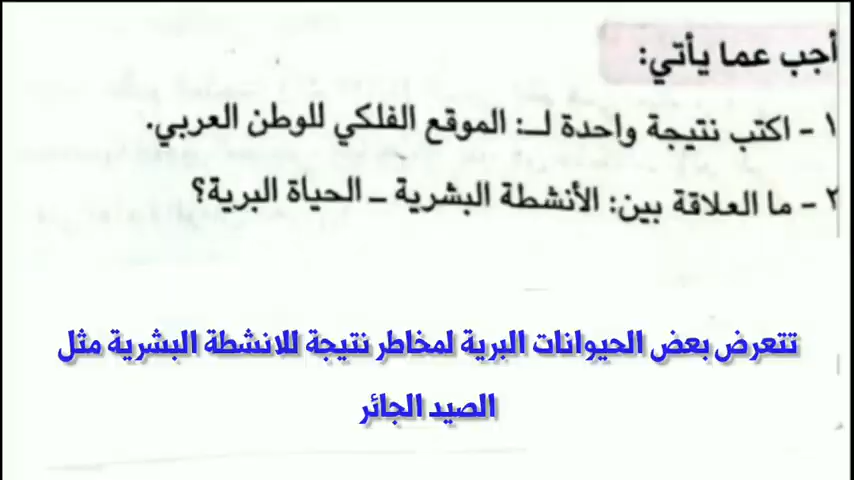 أجب عما يأتي:
١ - اكتب نتيجة واحدة لـ: الموقع الفلكي للوطن العربي.
٢ - ما العلاقة بين: الأنشطة البشرية - الحياة البرية؟
تتعرض بعض الحيوانات البرية لمخاطر نتيجة للانشطة البشرية مثل
الصيد الجائر